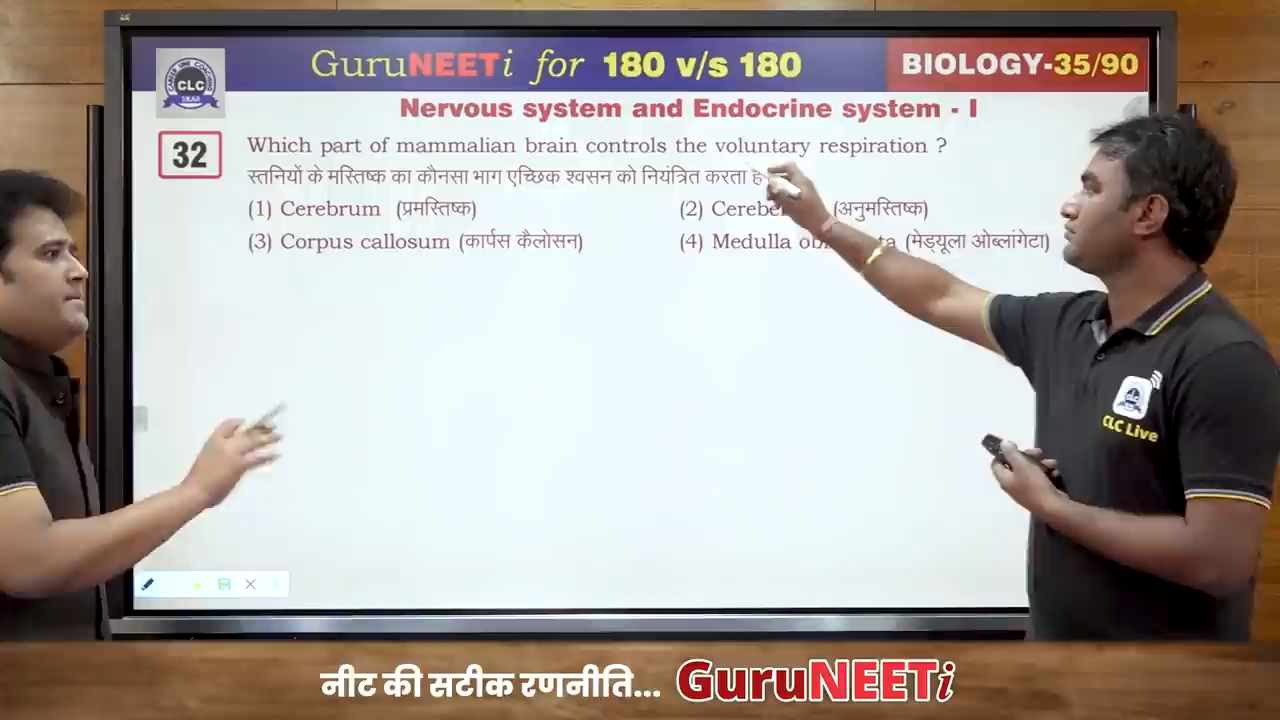 GuruNEETi for 180 v/s 180
BIOLOGY-35/90
CLC
SIKAR
Nervous system and Endocrine system - I
32
Which part of mammalian brain controls the voluntary respiration ?
स्तनियों के मस्तिष्क का कौनसा भाग एच्छिक श्वसन को नियंत्रित करता है
(1) Cerebrum (प्रमस्तिष्क)
(2) (अनुमस्तिष्क)
(3) Corpus callosum (कार्पस कैलोसन)
(4) Medulla (मेड्यूला ओब्लांगेटा)
CLC Live
नीट की सटीक रणनीति... GuruNEETi